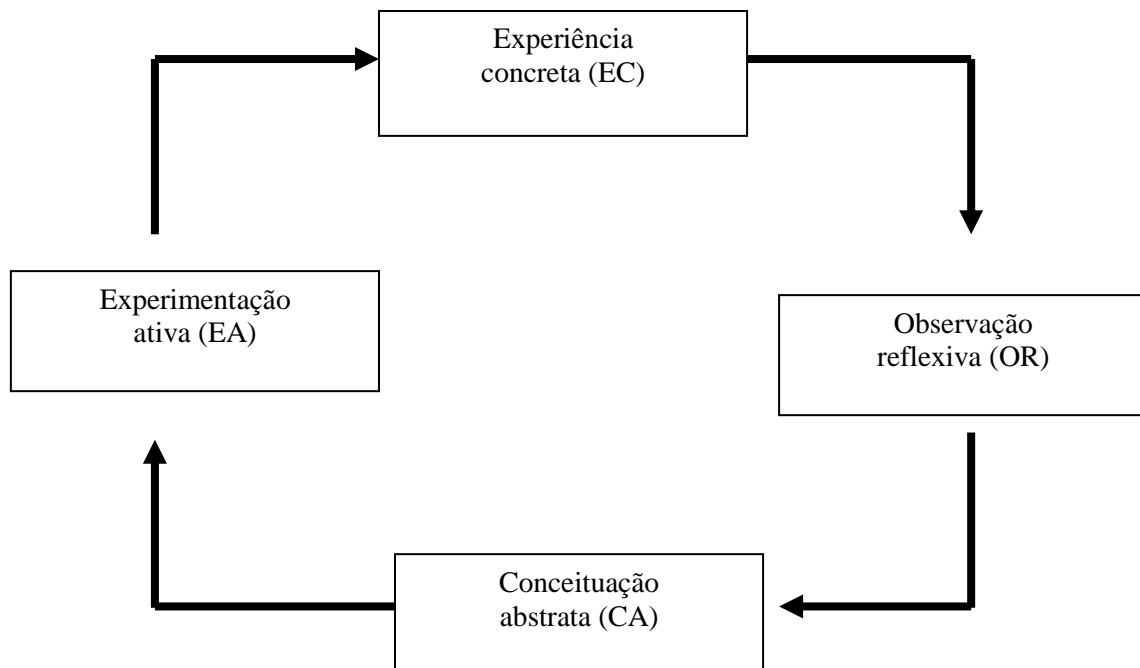 Experiência
concreta (EC)
Experimentação
ativa (EA)
Observação
reflexiva (OR)
Conceituação
abstrata (CA)